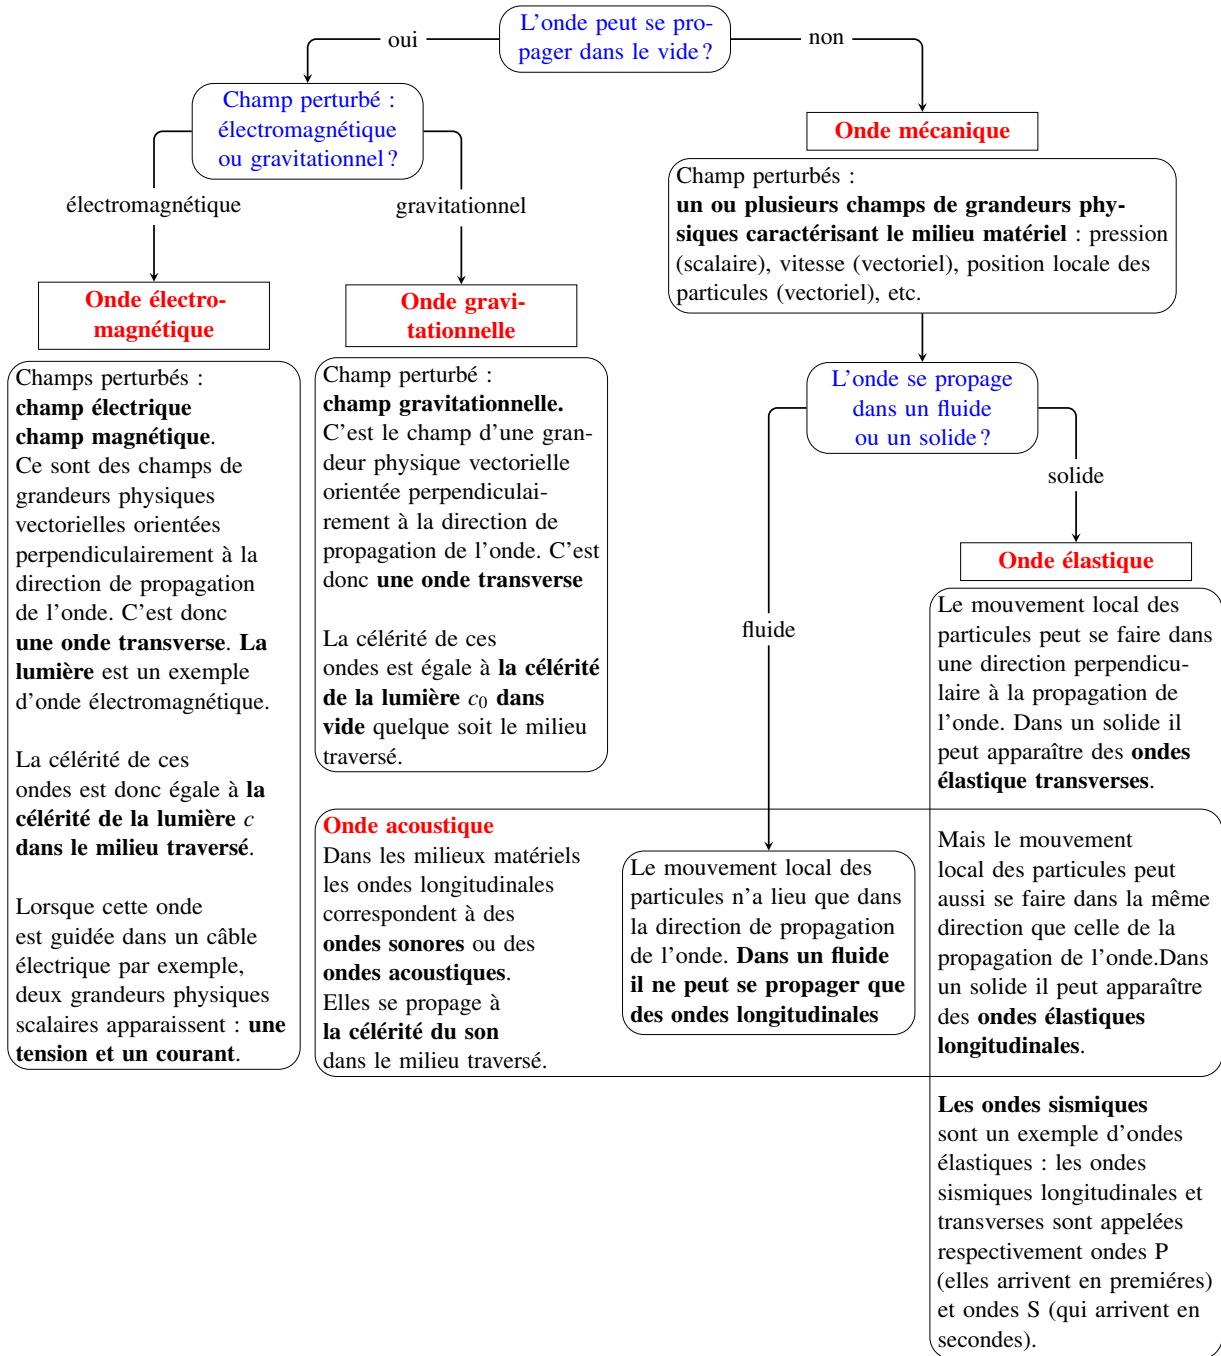 L'onde peut se pro-
pager dans le vide ?
oui
non
Champ perturbé :
électromagnétique
ou gravitationnel ?
électromagnétique
gravitationnel
Onde électro-
magnétique
Champs perturbés :
champ électrique
champ magnétique.
Ce sont des champs de
grandeurs physiques
vectorielles orientées
perpendiculairement à la
direction de propagation
de l'onde. C'est donc
une onde transverse. La
lumière est un exemple
d'onde électromagnétique.
La célérité de ces
ondes est donc égale à la
célérité de la lumière c
dans le milieu traversé.
Lorsque cette onde
est guidée dans un câble
électrique par exemple,
deux grandeurs physiques
scalaires apparaissent : une
tension et un courant.
Onde gravi-
tationnelle
Champ perturbé :
champ gravitationnelle.
C'est le champ d'une gran-
deur physique vectorielle
orientée perpendiculai-
rement à la direction de
propagation de l'onde. C'est
donc une onde transverse
La célérité de ces
ondes est égale à la célérité
de la lumière c₀ dans
vide quelque soit le milieu
traversé.
Onde mécanique
Champ perturbés :
un ou plusieurs champs de grandeurs phy-
siques caractérisant le milieu matériel : pression
(scalaire), vitesse (vectoriel), position locale des
particules (vectoriel), etc.
L'onde se propage
dans un fluide
ou un solide ?
fluide
solide
Onde acoustique
Dans les milieux matériels
les ondes longitudinales
correspondent à des
ondes sonores ou des
ondes acoustiques.
Elles se propage à
la célérité du son
dans le milieu traversé.
Le mouvement local des
particules n'a lieu que dans
la direction de propagation
de l'onde. Dans un fluide
il ne peut se propager que
des ondes longitudinales
Onde élastique
Le mouvement local des
particules peut se faire dans
une direction perpendicu-
laire à la propagation de
l'onde. Dans un solide il
peut apparaître des ondes
élastique transverses.
Mais le mouvement
local des particules peut
aussi se faire dans la même
direction que celle de la
propagation de l'onde.Dans
un solide il peut apparaître
des ondes élastiques
longitudinales.
Les ondes sismiques
sont un exemple d'ondes
élastiques : les ondes
sismiques longitudinales et
transverses sont appelées
respectivement ondes P
(elles arrivent en premiéres)
et ondes S (qui arrivent en
secondes).